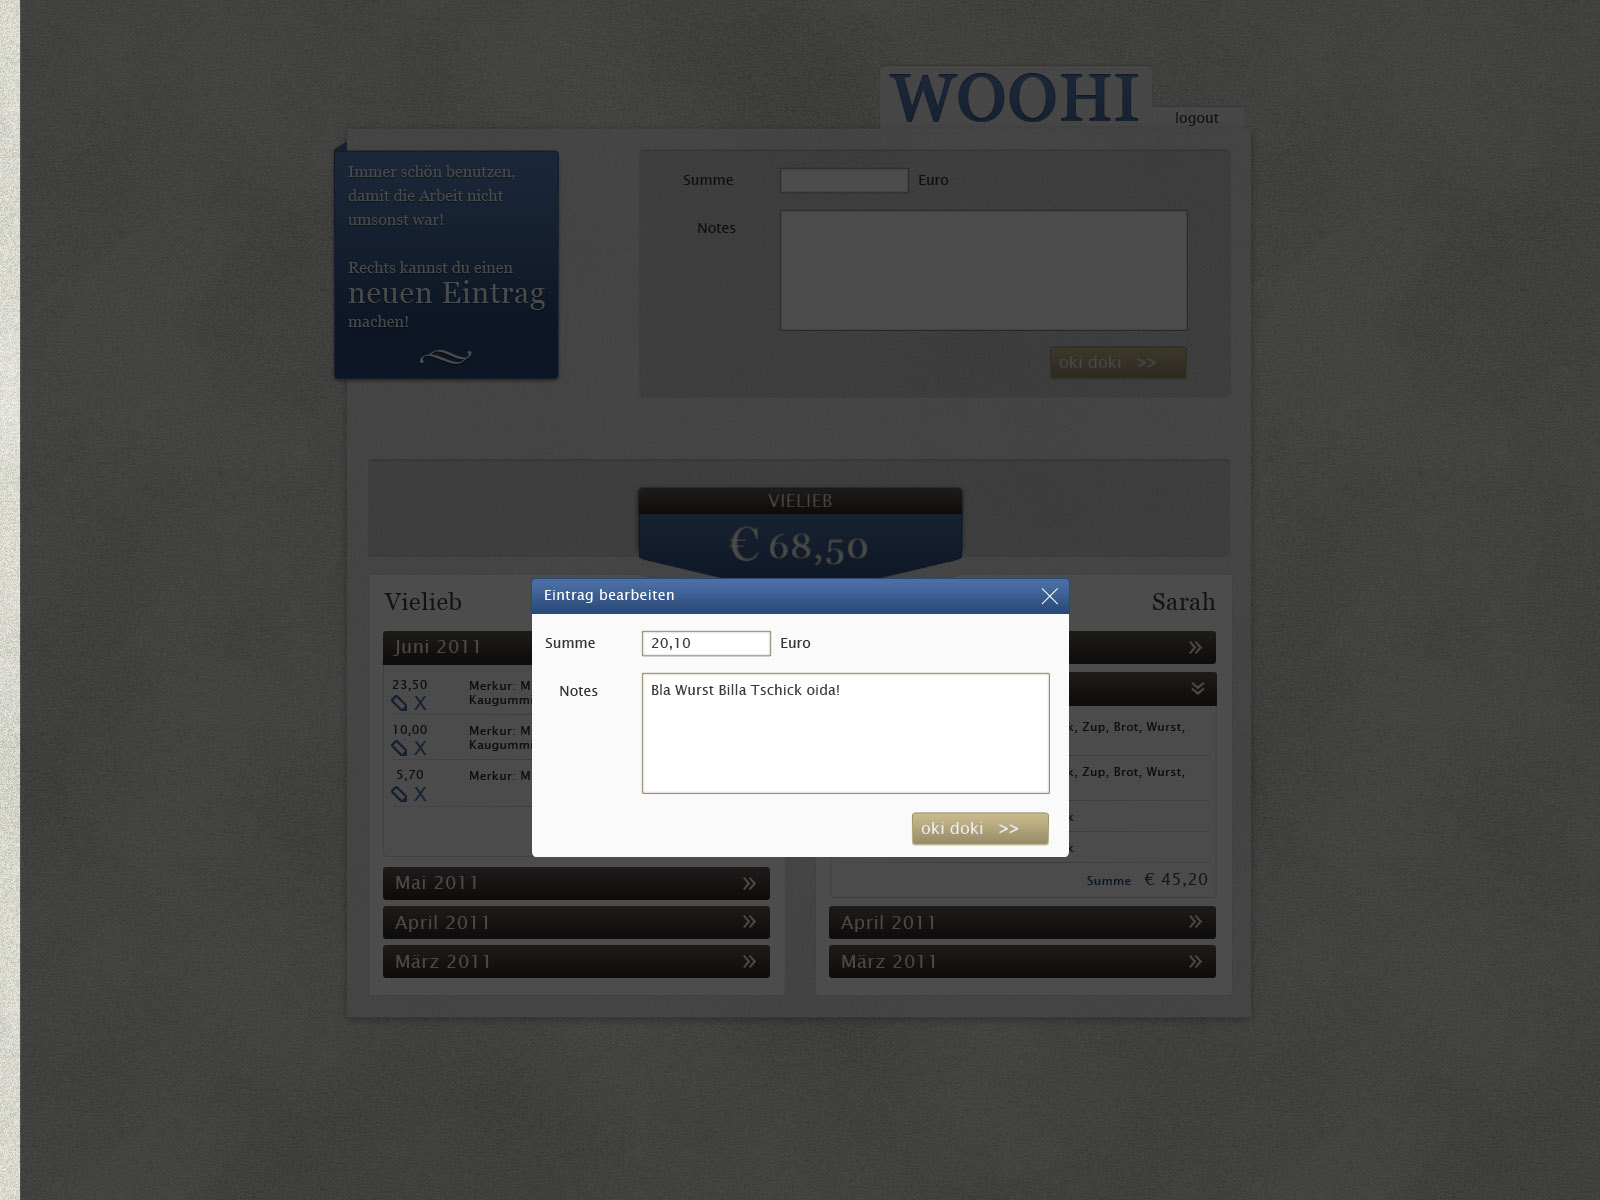 WOOHI
logout
Immer schön benutzen,
damit die Arbeit nicht
umsonst war!
Rechts kannst du einen
neuen Eintrag
machen!
Summe
Euro
Notes
oki doki >>
VIELIEB
€ 68,50
Vielieb
Sarah
Eintrag bearbeiten
Summe
20,10
Euro
Notes
Bla Wurst Billa Tschick oida!
oki doki >>
Juni 2011
23,50
Merkur: M
Kaugummi
X
10,00
Merkur: M
Kaugummi
X
5,70
Merkur: M
X
Mai 2011
April 2011
März 2011
k, Zup, Brot, Wurst,
k, Zup, Brot, Wurst,
k
k
Summe € 45,20
April 2011
März 2011